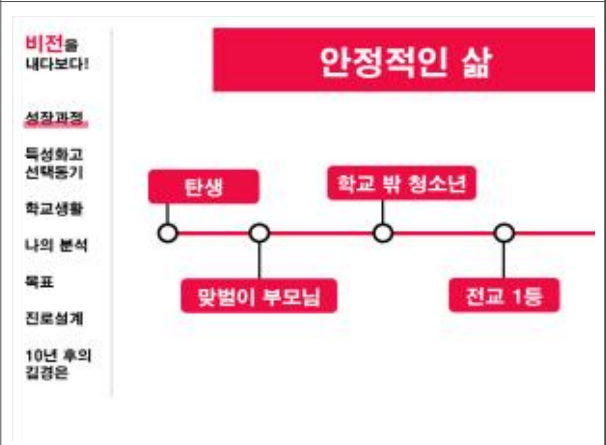 비전을
내다보다!
안정적인 삶
성장과정
특성화고
선택동기
학교생활
나의 분석
목표
진로설계
10년 후의
김경은
탄생
학교 밖 청소년
맞벌이 부모님
전교 1등